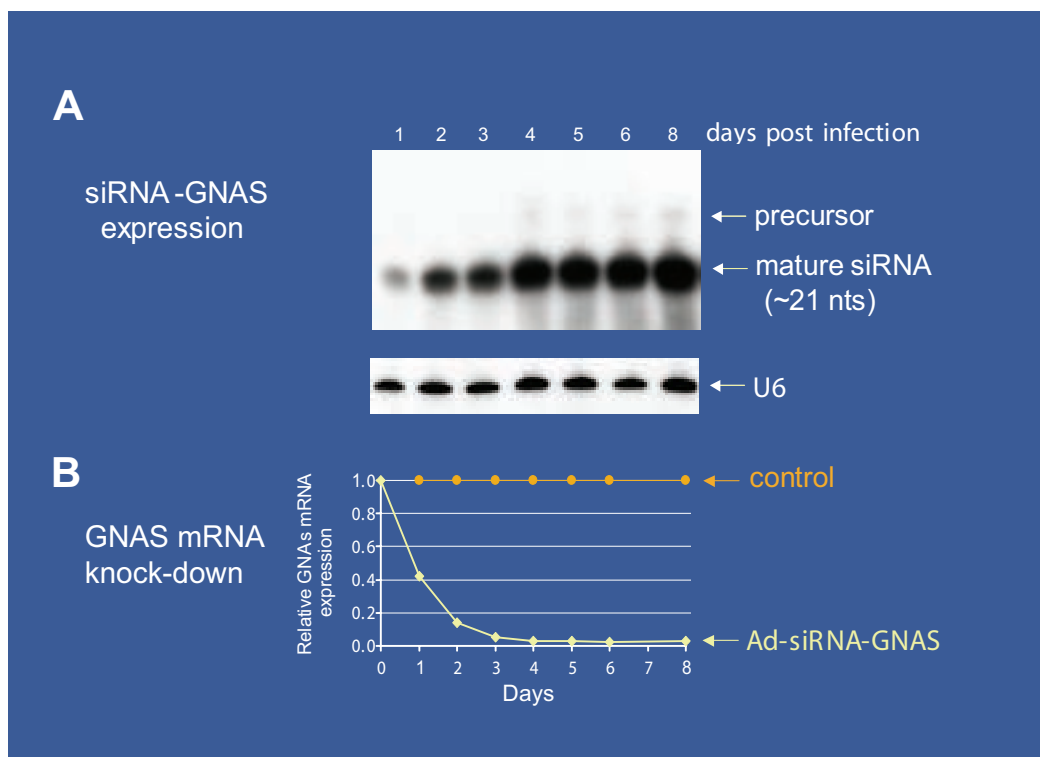 A
1 2 3 4 5 6 8 days post infection
siRNA-GNAS
expression
precursor
mature siRNA
(~21 nts)
U6
B
GNAS mRNA
knock-down
Relative GNAs mRNA
expression
1.0
0.8
0.6
0.4
0.2
0.0
0 1 2 3 4 5 6 7 8
Days
control
Ad-siRNA-GNAS